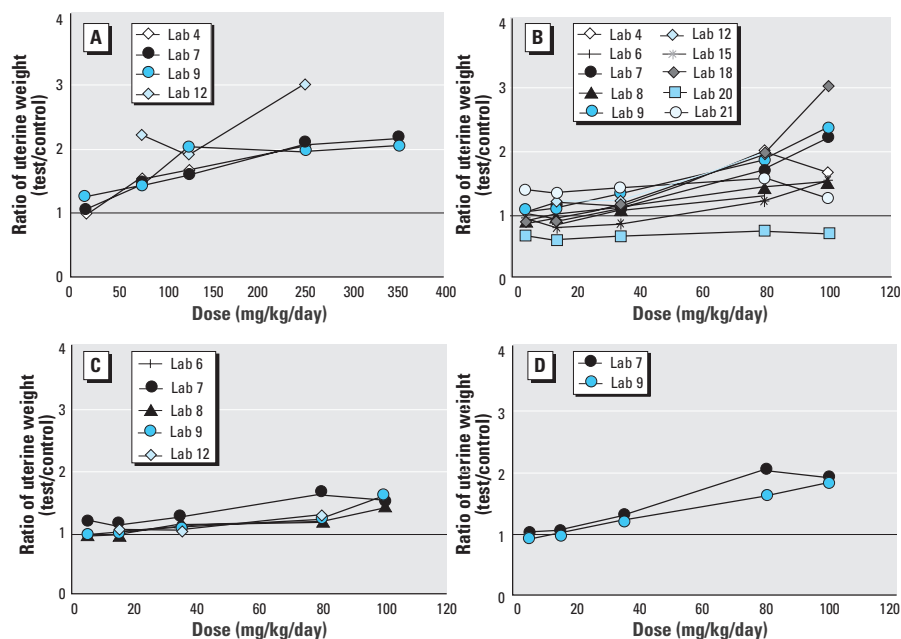 A
Lab 4
Lab 7
Lab 9
Lab 12
4
3
2
1
0
Ratio of uterine weight
(test/control)
0 50 100 150 200 250 300 350 400
Dose (mg/kg/day)
B
Lab 4 Lab 12
Lab 6 Lab 15
Lab 7 Lab 18
Lab 8 Lab 20
Lab 9 Lab 21
4
3
2
1
0
Ratio of uterine weight
(test/control)
0 20 40 60 80 100 120
Dose (mg/kg/day)
C
Lab 6
Lab 7
Lab 8
Lab 9
Lab 12
4
3
2
1
0
Ratio of uterine weight
(test/control)
0 20 40 60 80 100 120
Dose (mg/kg/day)
D
Lab 7
Lab 9
4
3
2
1
0
Ratio of uterine weight
(test/control)
0 20 40 60 80 100 120
Dose (mg/kg/day)